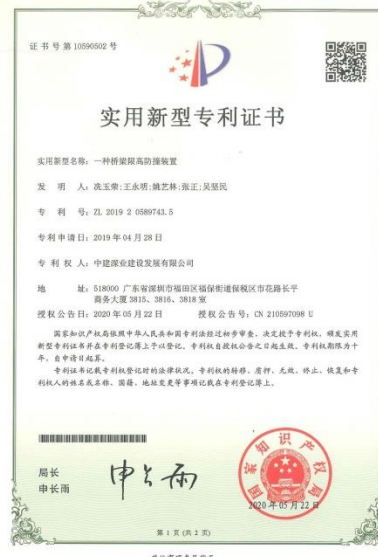 证书号第10590502号
实用新型专利证书
实用新型名称：一种桥梁限高防撞装置
发 明 人：冼玉荣;王永明;姚艺林;张正;吴坚民
专 利 号：ZL 2019 2 0589743.5
专利申请日：2019年04月28日
专 利 权 人：中建深业建设发展有限公司
地 址：518000 广东省深圳市福田区福保街道保税区市花路长平
商务大厦 3815、3816、3818室
授权公告日：2020年05月22日 授权公告号：CN 210597098 U
国家知识产权局依照中华人民共和国专利法经过初步审查，决定授予专利权，颁发实用
新型专利证书并在专利登记簿上予以登记。专利权自授权公告之日起生效。专利权期限为十
年，自申请日起算。
专利证书记载专利权登记时的法律状况。专利权的转移、质押、无效、终止、恢复和专
利权人的姓名或名称、国籍、地址变更等事项记载在专利登记簿上。
局长
申长雨
申长雨
国家知识产权局
2020年05月22日
第 1 页 (共 2 页)